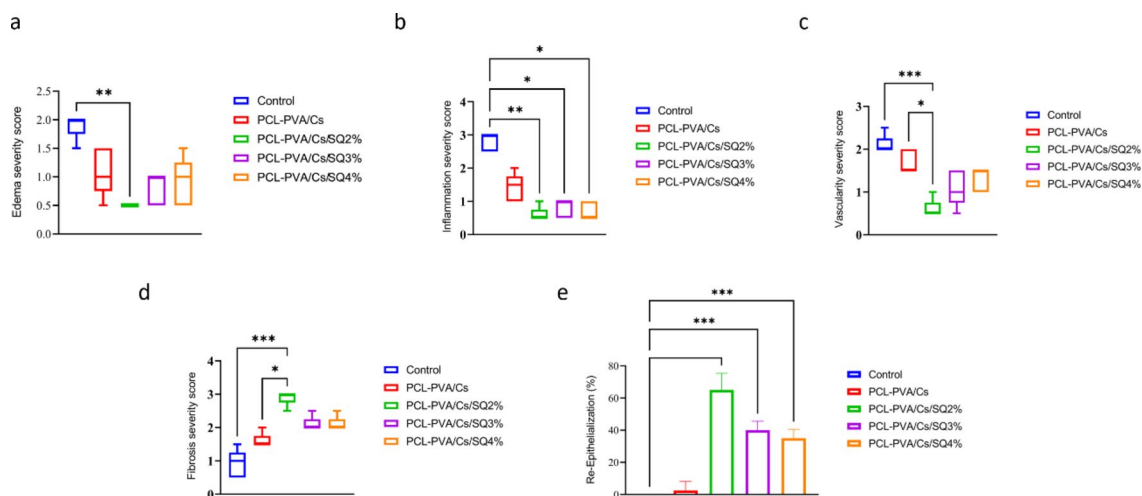 a
**
Edema severity score
2.5
2.0
1.5
1.0
0.5
0.0
Control
PCL-PVA/Cs
PCL-PVA/Cs/SQ2%
PCL-PVA/Cs/SQ3%
PCL-PVA/Cs/SQ4%
b
*
*
**
Inflammation severity score
4
3
2
1
0
Control
PCL-PVA/Cs
PCL-PVA/Cs/SQ2%
PCL-PVA/Cs/SQ3%
PCL-PVA/Cs/SQ4%
c
***
*
Vascularity severity score
3
2
1
0
Control
PCL-PVA/Cs
PCL-PVA/Cs/SQ2%
PCL-PVA/Cs/SQ3%
PCL-PVA/Cs/SQ4%
d
***
*
Fibrosis severity score
4
3
2
1
0
Control
PCL-PVA/Cs
PCL-PVA/Cs/SQ2%
PCL-PVA/Cs/SQ3%
PCL-PVA/Cs/SQ4%
e
***
***
Re-Epithelialization (%)
80
60
40
20
0
Control
PCL-PVA/Cs
PCL-PVA/Cs/SQ2%
PCL-PVA/Cs/SQ3%
PCL-PVA/Cs/SQ4%